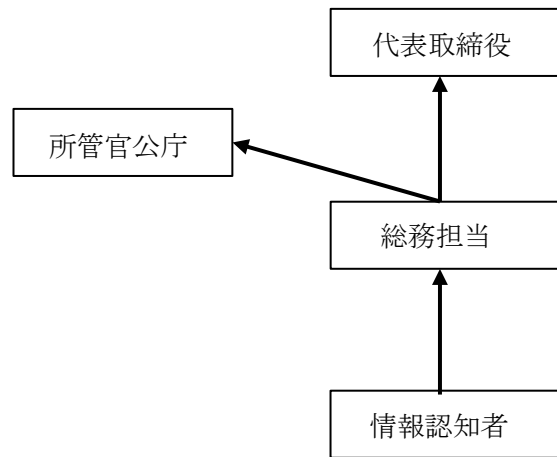 代表取締役
所管官公庁
総務担当
情報認知者